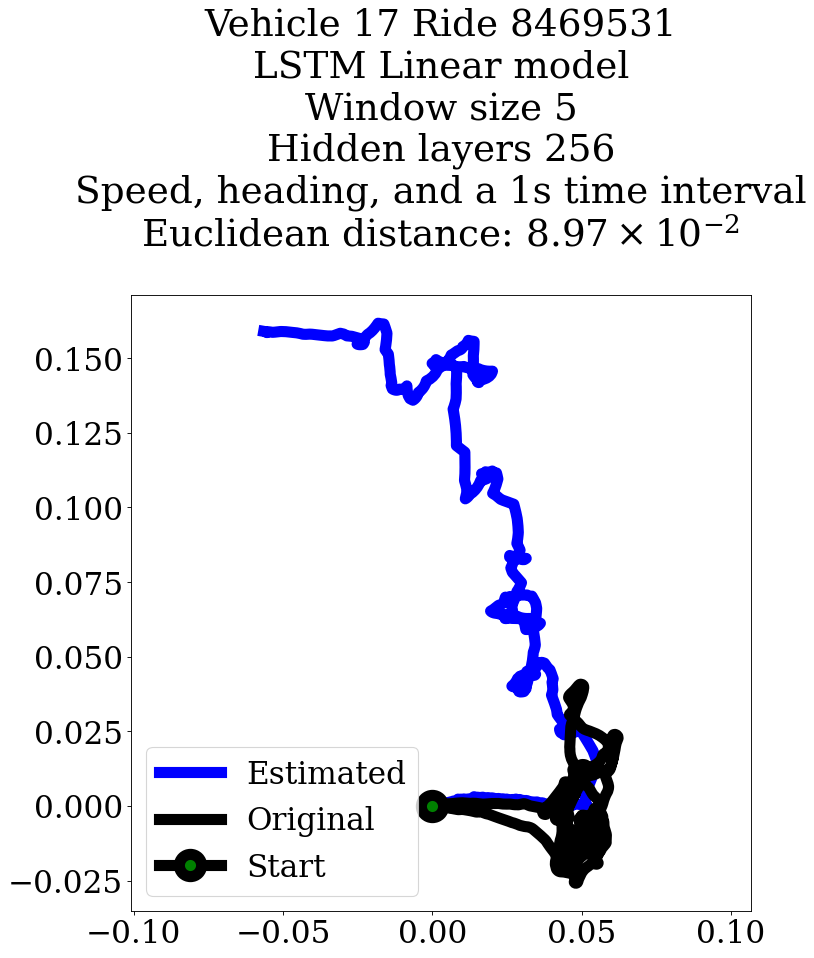 Vehicle 17 Ride 8469531
LSTM Linear model
Window size 5
Hidden layers 256
Speed, heading, and a 1s time interval
Euclidean distance: 8.97 × 10⁻²
0.150
0.125
0.100
0.075
0.050
0.025
0.000
−0.025
Estimated
Original
Start
−0.10
−0.05
0.00
0.05
0.10